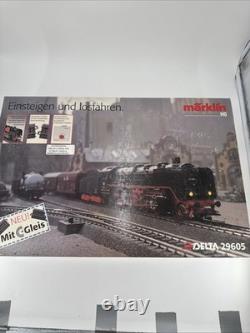 Einsteigen und losfahren.
märklin
H0
NEU!
Mit C Gleis
DELTA 29605